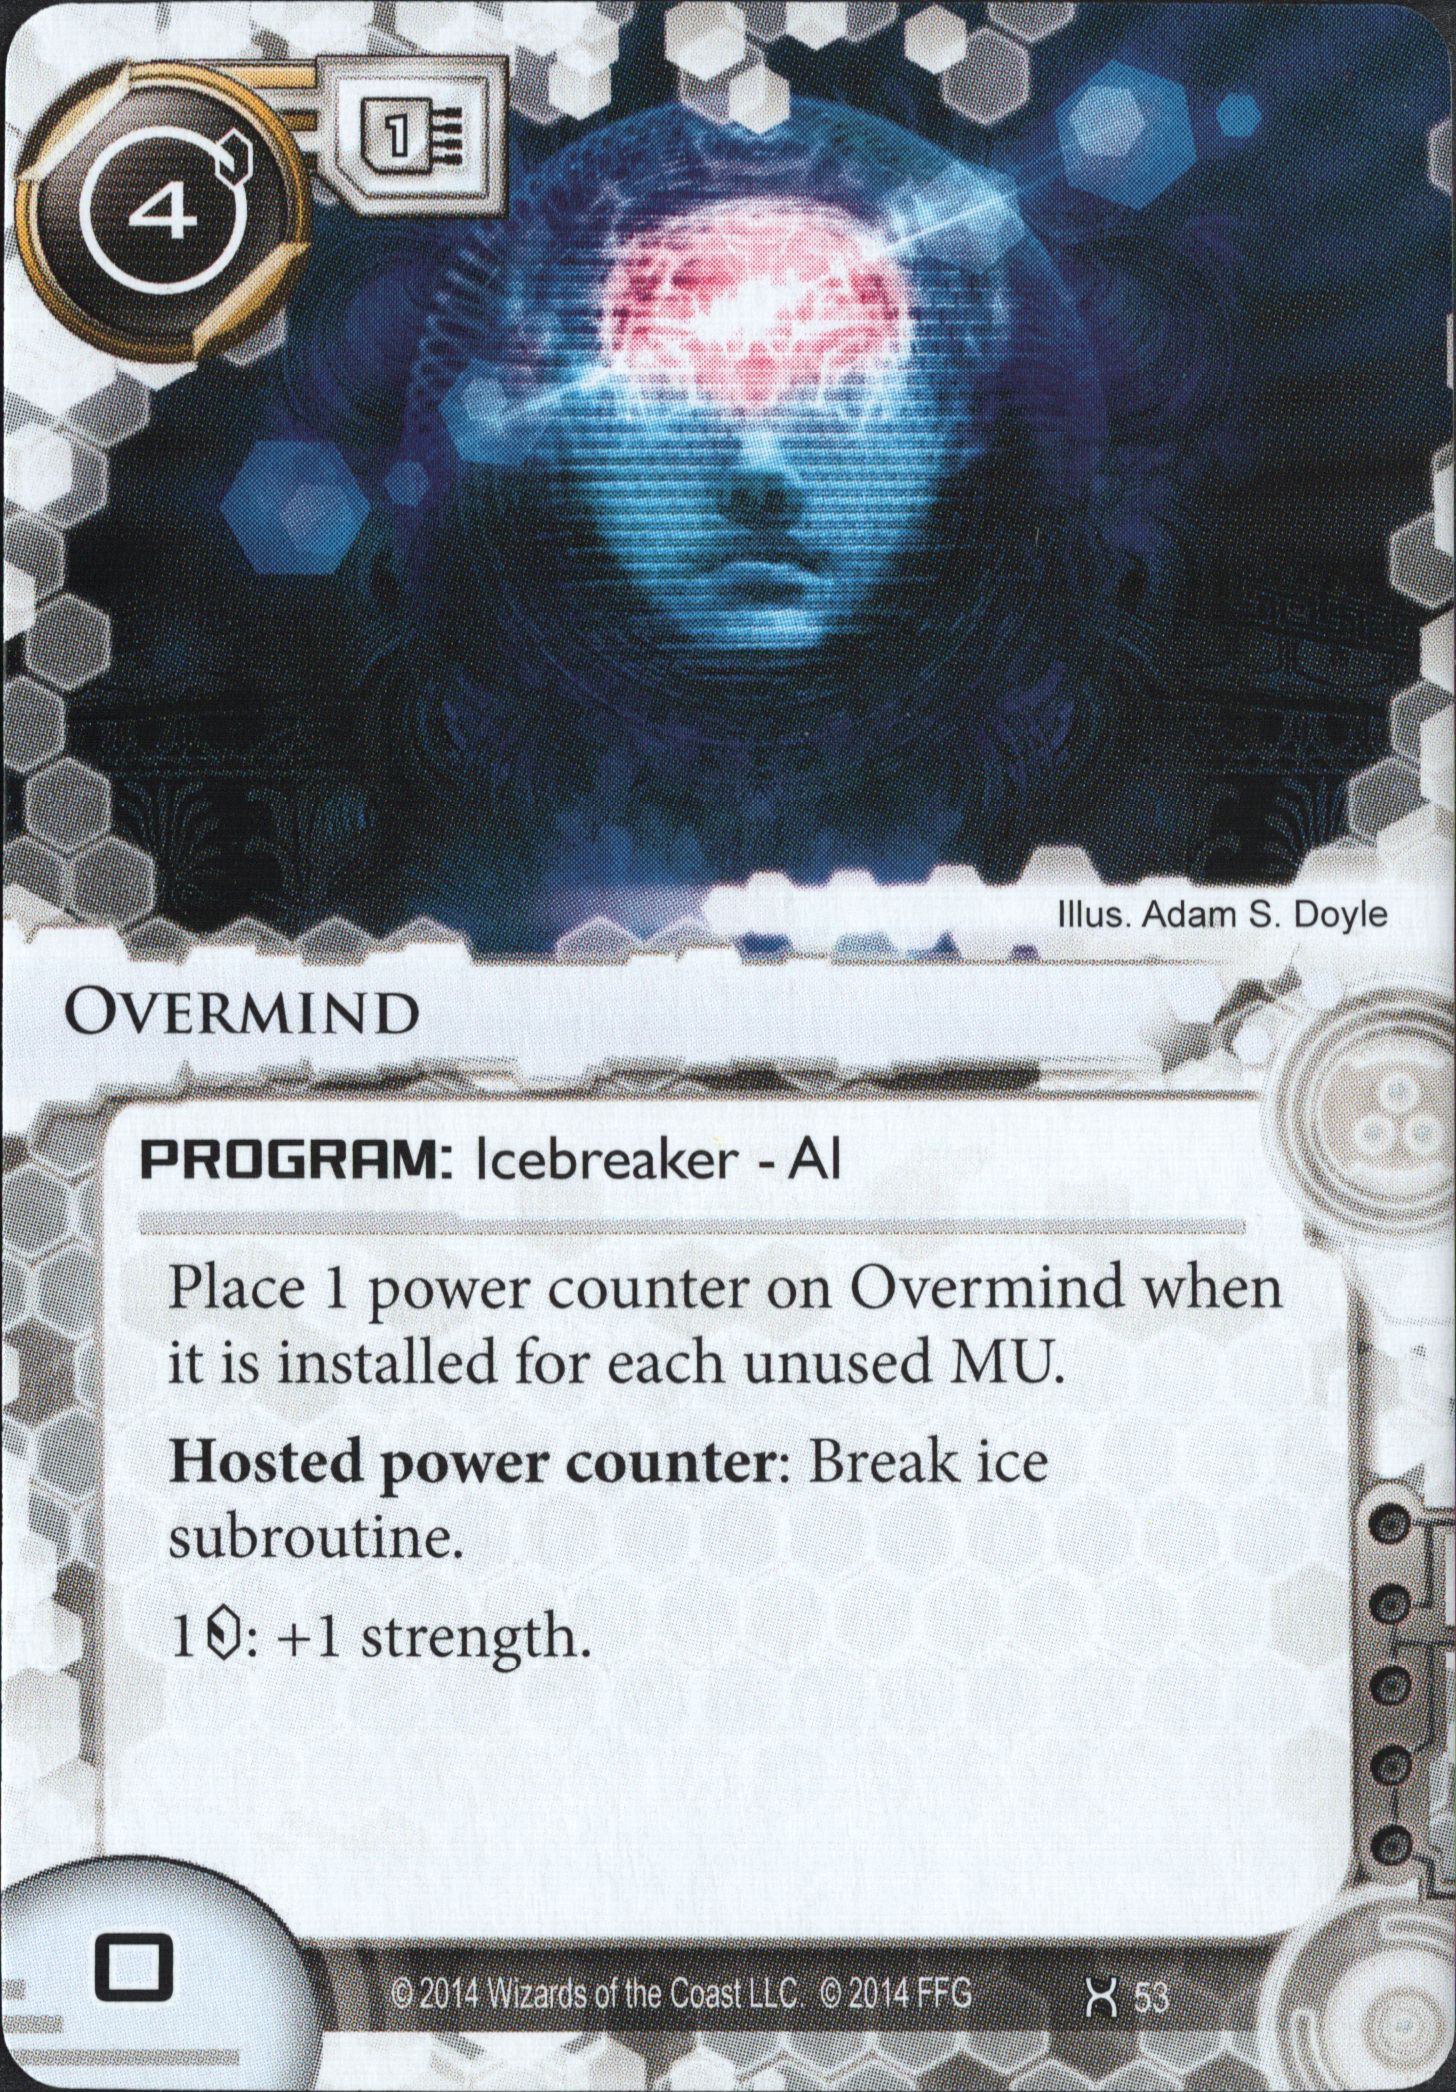 4
1
Illus. Adam S. Doyle
OVERMIND
PROGRAM: Icebreaker - AI
Place 1 power counter on Overmind when
it is installed for each unused MU.
Hosted power counter: Break ice
subroutine.
1: +1 strength.
0
© 2014 Wizards of the Coast LLC. © 2014 FFG
53